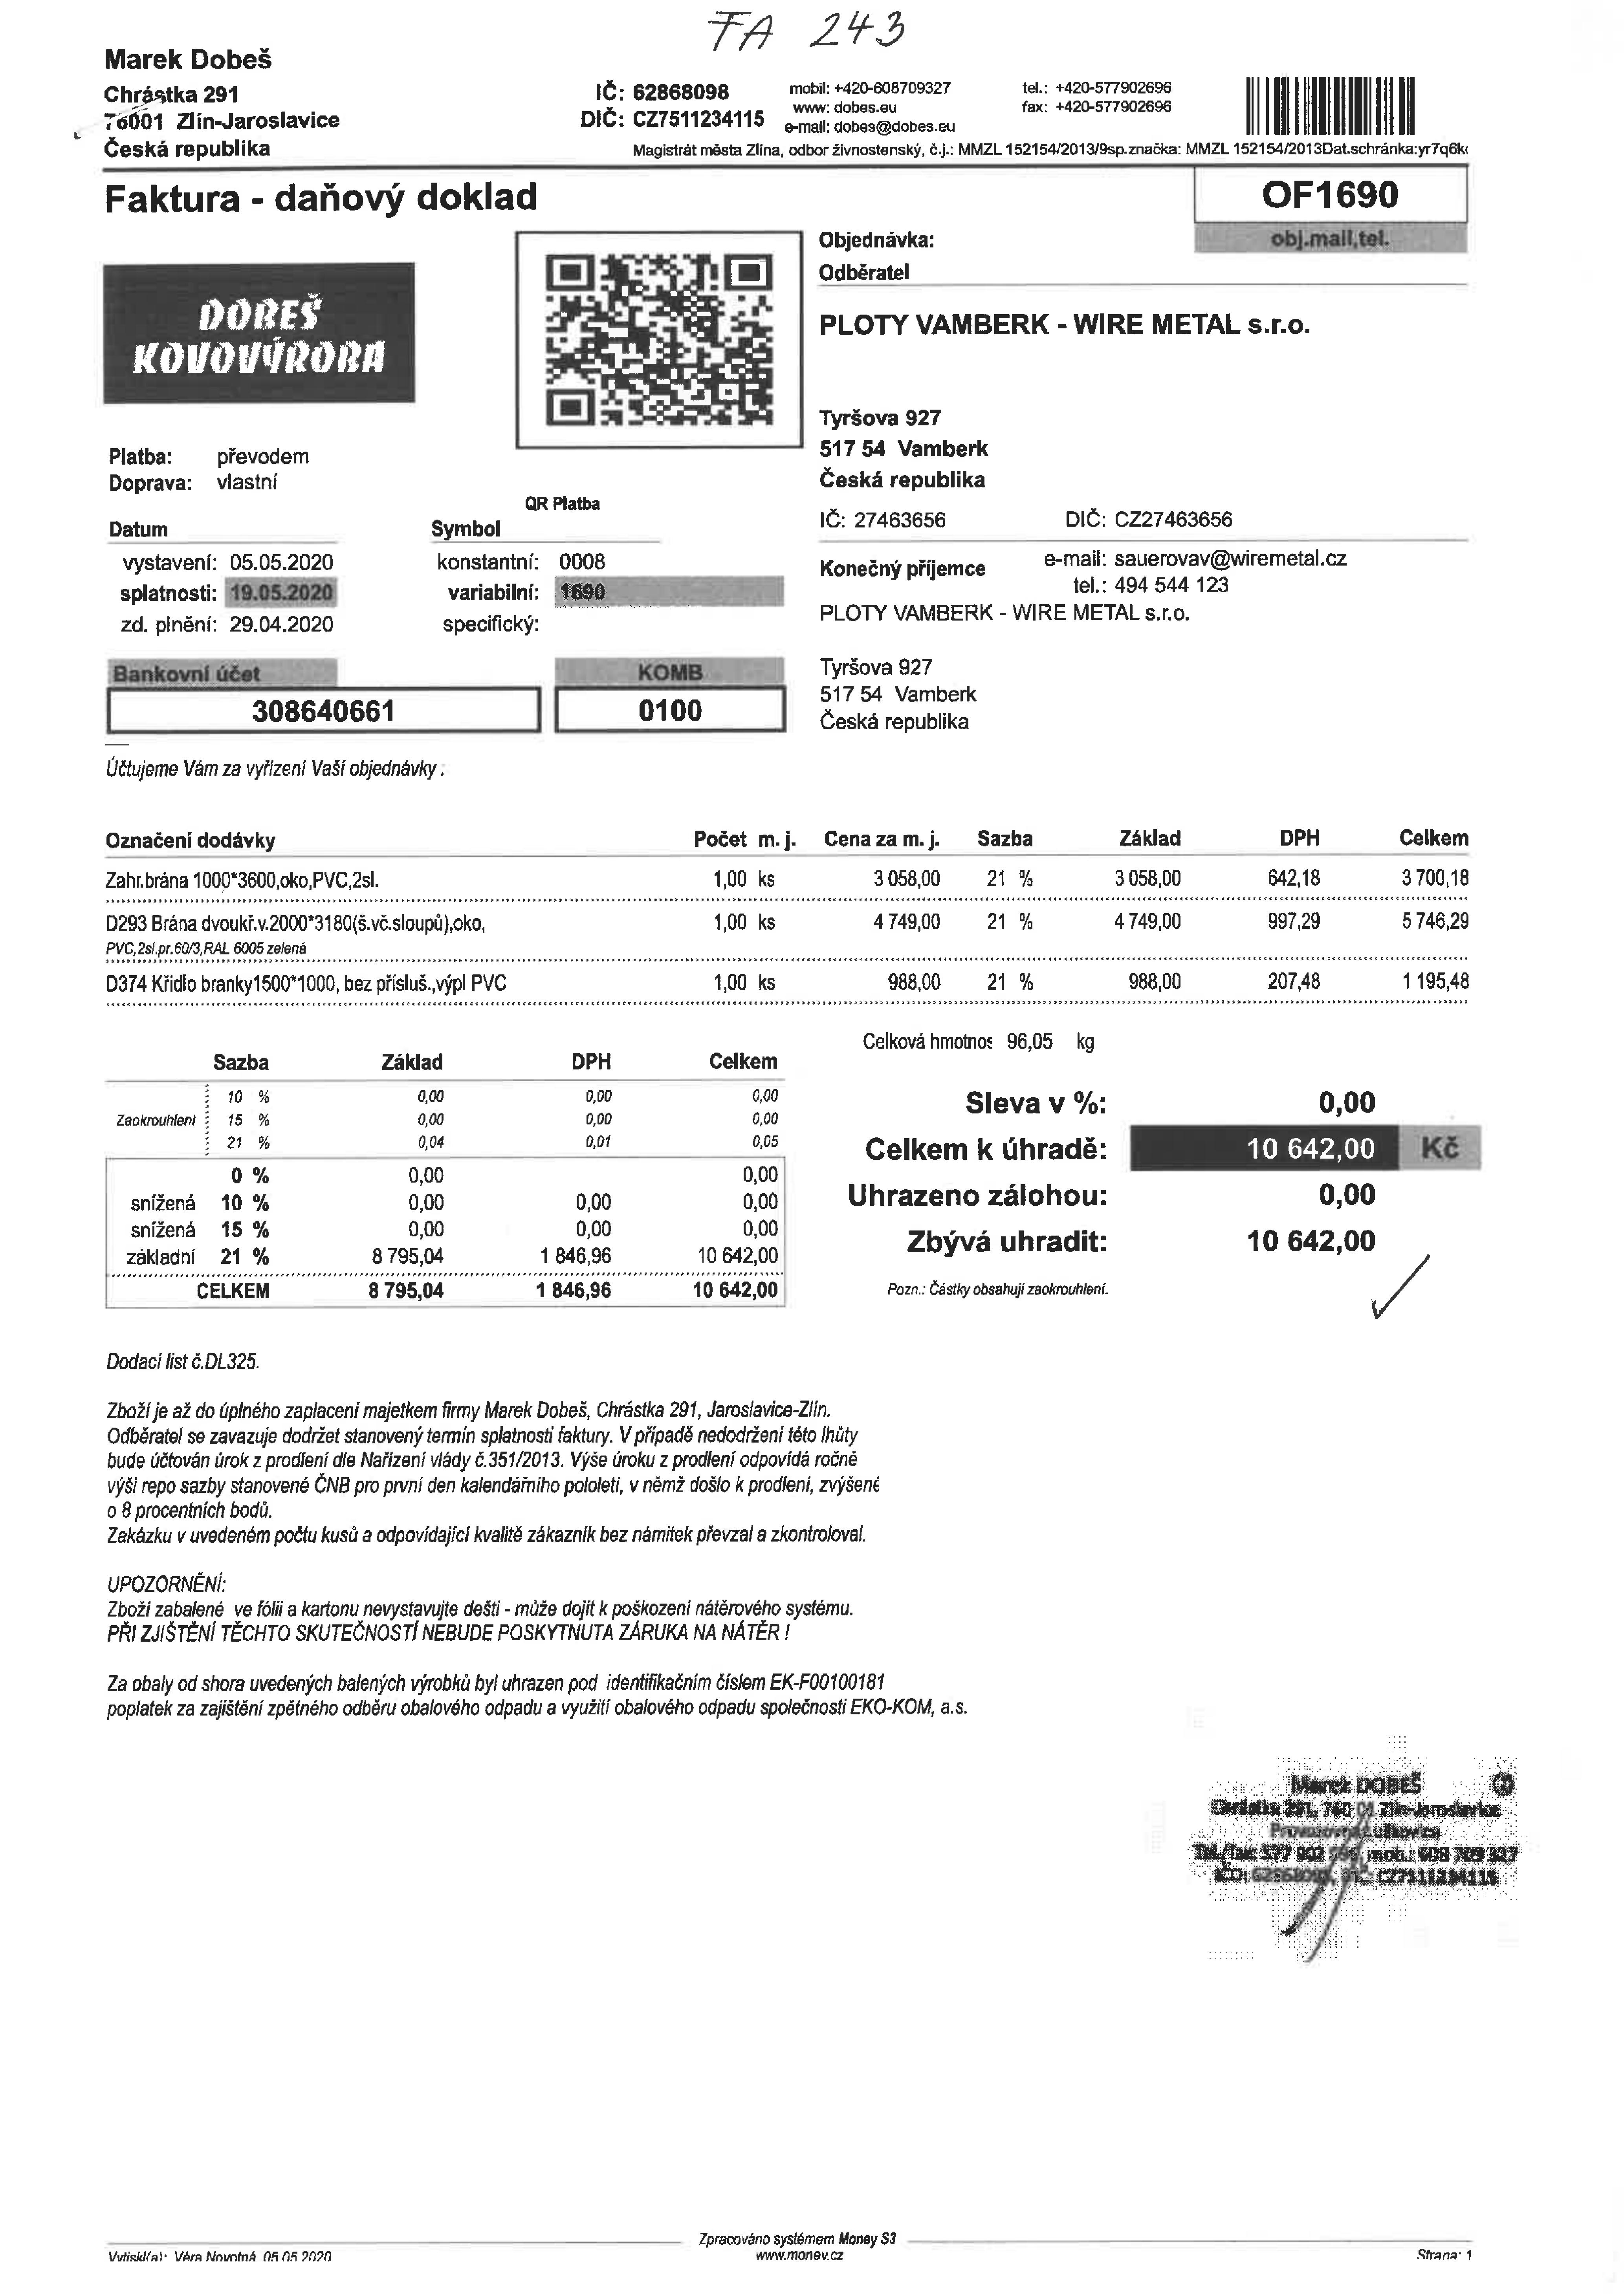 FA 243
Marek Dobeš
Chrástka 291
76001 Zlín-Jaroslavice
Česká republika
IČ: 62868098
DIČ: CZ7511234115
mobil: +420-608709327
www: dobes.eu
e-mail: dobes@dobes.eu
tel.: +420-577902696
fax: +420-577902696
Magistrát města Zlína, odbor živnostenský, č.j.: MMZL 152154/2013/9sp.značka: MMZL 152154/2013Dat.schránka:yr7q6k
Faktura - daňový doklad
OF1690
Objednávka: obj.mail,tel.
Odběratel
DOBEŠ
KOVOVÝROBA
PLOTY VAMBERK - WIRE METAL s.r.o.
Tyršova 927
517 54 Vamberk
Česká republika
IČ: 27463656 DIČ: CZ27463656
Platba: převodem
Doprava: vlastní
QR Platba
Datum
vystavení: 05.05.2020
splatnosti: 19.05.2020
zd. plnění: 29.04.2020
Symbol
konstantní: 0008
variabilní: 1690
specifický:
Konečný příjemce
e-mail: sauerovav@wiremetal.cz
tel.: 494 544 123
PLOTY VAMBERK - WIRE METAL s.r.o.
Tyršova 927
517 54 Vamberk
Česká republika
Bankovní účet KOMB
308640661 0100
Účtujeme Vám za vyřízení Vaší objednávky :
Označení dodávky Počet m. j. Cena za m. j. Sazba Základ DPH Celkem
Zahr.brána 1000*3600,oko,PVC,2sl. 1,00 ks 3 058,00 21 % 3 058,00 642,18 3 700,18
D293 Brána dvoukř.v.2000*3180(š.vč.sloupů),oko, 1,00 ks 4 749,00 21 % 4 749,00 997,29 5 746,29
PVC,2sl,pr.60/3,RAL 6005 zelená
D374 Křídlo branky1500*1000, bez přísluš.,výpl PVC 1,00 ks 988,00 21 % 988,00 207,48 1 195,48
Celková hmotnos 96,05 kg
Sazba Základ DPH Celkem
10 % 0,00 0,00 0,00
Zaokrouhlení 15 % 0,00 0,00 0,00
21 % 0,04 0,01 0,05
0 % 0,00 0,00
snížená 10 % 0,00 0,00 0,00
snížená 15 % 0,00 0,00 0,00
základní 21 % 8 795,04 1 846,96 10 642,00
CELKEM 8 795,04 1 846,96 10 642,00
Sleva v %: 0,00
Celkem k úhradě: 10 642,00 Kč
Uhrazeno zálohou: 0,00
Zbývá uhradit: 10 642,00
Pozn.: Částky obsahují zaokrouhlení.
Dodací list č.DL325.
Zboží je až do úplného zaplacení majetkem firmy Marek Dobeš, Chrástka 291, Jaroslavice-Zlín.
Odběratel se zavazuje dodržet stanovený termín splatnosti faktury. V případě nedodržení této lhůty
bude účtován úrok z prodlení dle Nařízení vlády č.351/2013. Výše úroku z prodlení odpovídá ročně
výši repo sazby stanovené ČNB pro první den kalendářního pololetí, v němž došlo k prodlení, zvýšené
o 8 procentních bodů.
Zakázku v uvedeném počtu kusů a odpovídající kvalitě zákazník bez námitek převzal a zkontroloval.
UPOZORNĚNÍ:
Zboží zabalené ve fólii a kartonu nevystavujte dešti - může dojít k poškození nátěrového systému.
PŘI ZJIŠTĚNÍ TĚCHTO SKUTEČNOSTÍ NEBUDE POSKYTNUTA ZÁRUKA NA NÁTĚR !
Za obaly od shora uvedených balených výrobků byl uhrazen pod identifikačním číslem EK-F00100181
poplatek za zajištění zpětného odběru obalového odpadu a využití obalového odpadu společnosti EKO-KOM, a.s.
Marek DOBEŠ
291, 760 01 Zlín-Jaroslavice
Tel./fax: 577 902 mob.: 608 709 327
CZ7511234115
Zpracováno systémem Money S3
www.money.cz
Vytiskl(a): Věra Novotná 05.05.2020
Strana: 1